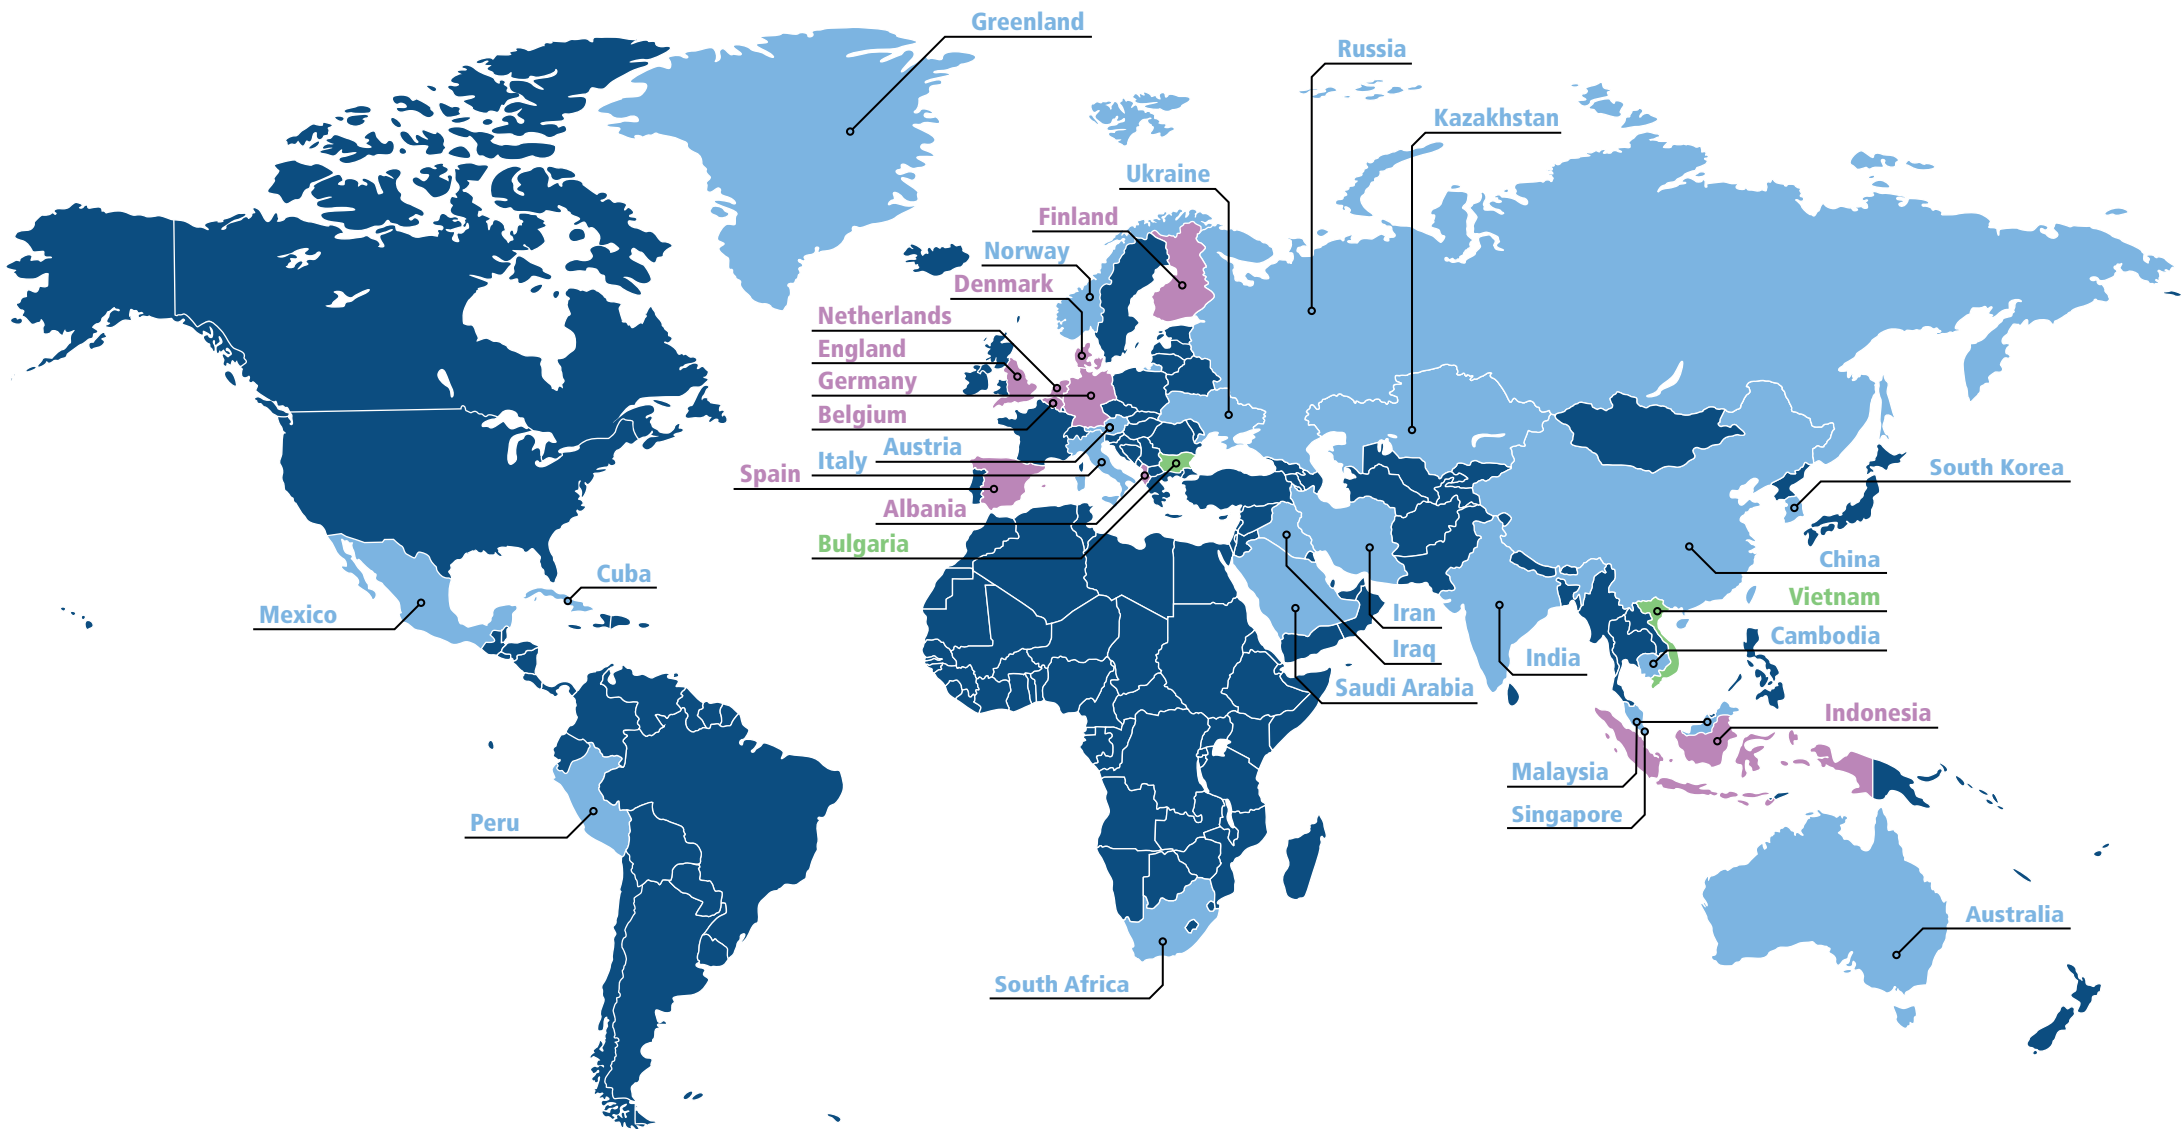 Greenland
Russia
Kazakhstan
Ukraine
Finland
Norway
Denmark
Netherlands
England
Germany
Belgium
Austria
Italy
Spain
Albania
Bulgaria
South Korea
China
Vietnam
Cambodia
Cuba
Mexico
Iran
Iraq
India
Saudi Arabia
Indonesia
Malaysia
Singapore
Peru
Australia
South Africa